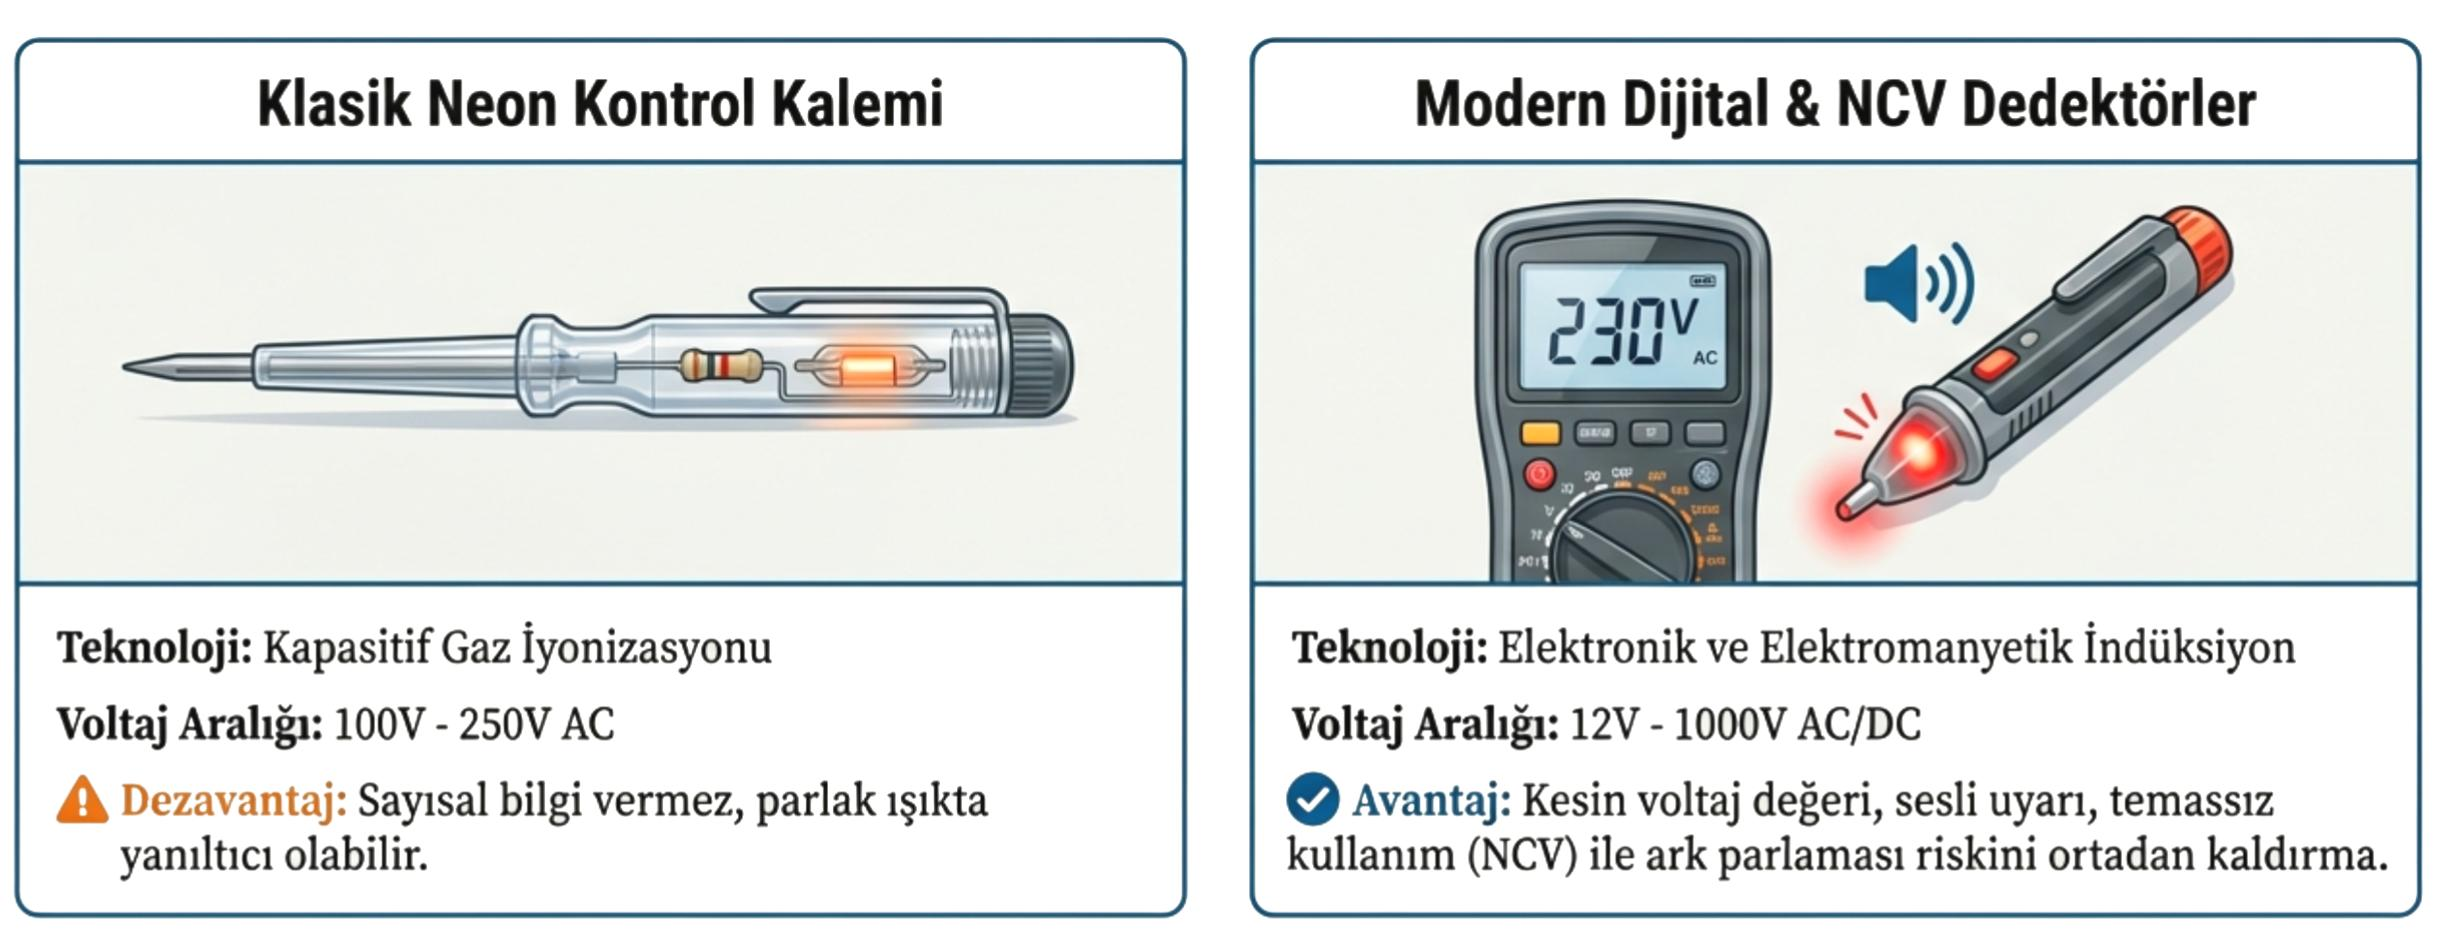 Klasik Neon Kontrol Kalemi
Teknoloji: Kapasitif Gaz İyonizasyonu
Voltaj Aralığı: 100V - 250V AC
Dezavantaj: Sayısal bilgi vermez, parlak ışıkta
yanıltıcı olabilir.
Modern Dijital & NCV Dedektörler
230V
AC
Teknoloji: Elektronik ve Elektromanyetik İndüksiyon
Voltaj Aralığı: 12V - 1000V AC/DC
Avantaj: Kesin voltaj değeri, sesli uyarı, temassız
kullanım (NCV) ile ark parlaması riskini ortadan kaldırma.